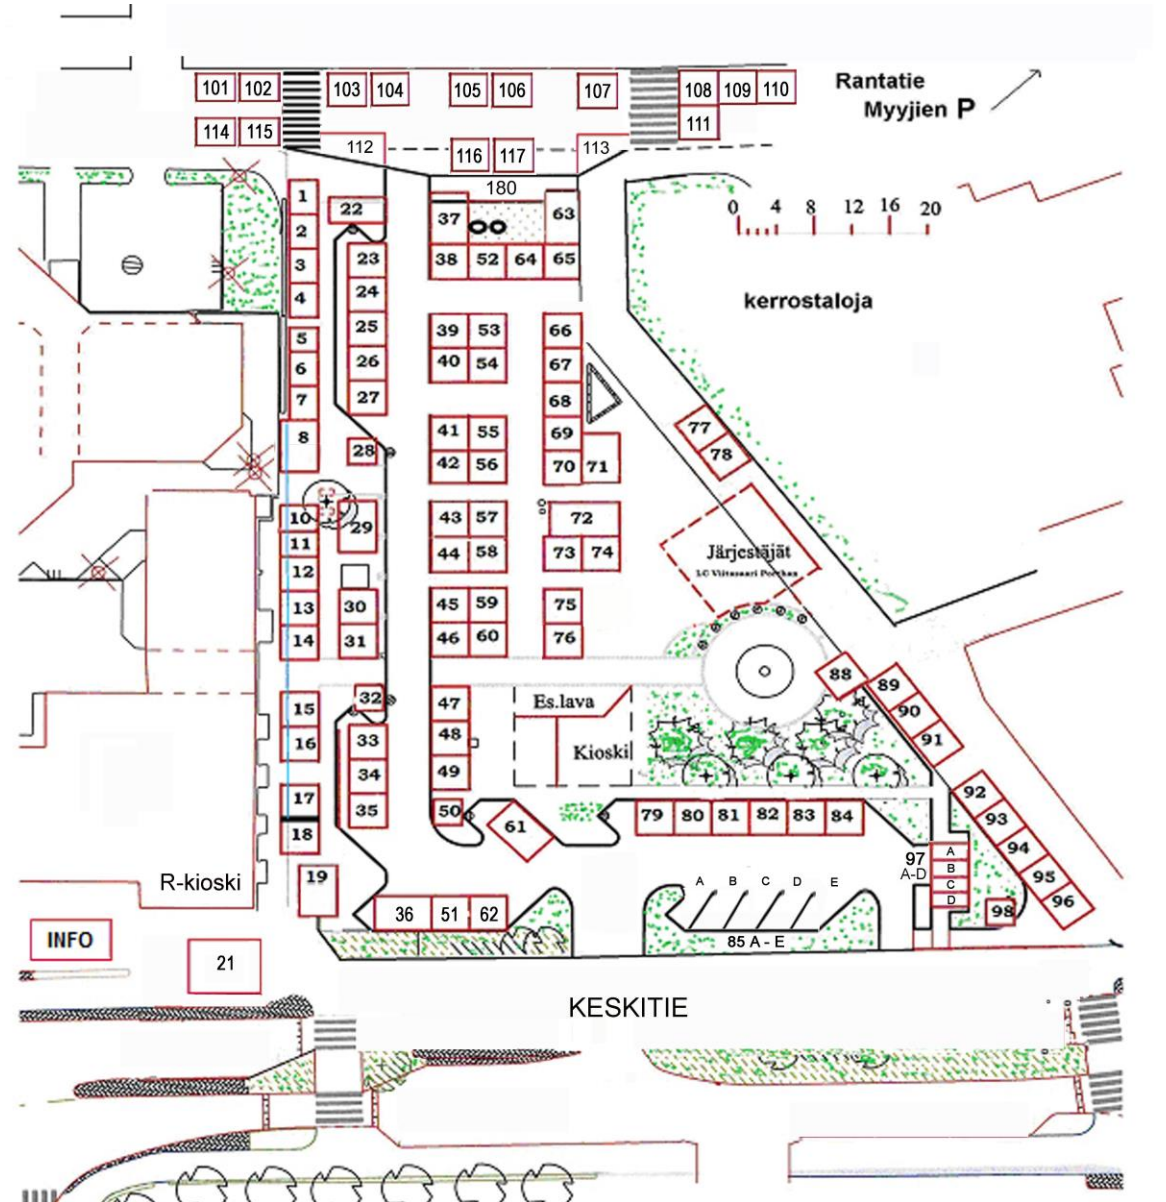 101 102 103 104 105 106 107 108 109 110
Rantatie
Myyjien P
111
114 115 112 116 117 113
180
1 22 37 63
2
3 23 38 52 64 65
4 24
0 4 8 12 16 20
kerrostaloja
5 25 39 53 66
6 26 40 54 67
7 27 68
8 28 41 55 69
42 56 70 71
77
78
10 29 43 57 72
11 44 58 73 74
Järjestäjät
LC Viitasaari Porthan
12
13 30 45 59 75
14 31 46 60 76
88 89
90
91
15 32 47
Es.lava
16 33 48
Kioski
34 49
17 35 50 61 79 80 81 82 83 84
18
92
93
94
95
96
97
A-D
A
B
C
D
98
19
R-kioski
36 51 62
A B C D E
85 A - E
INFO
21
KESKITIE